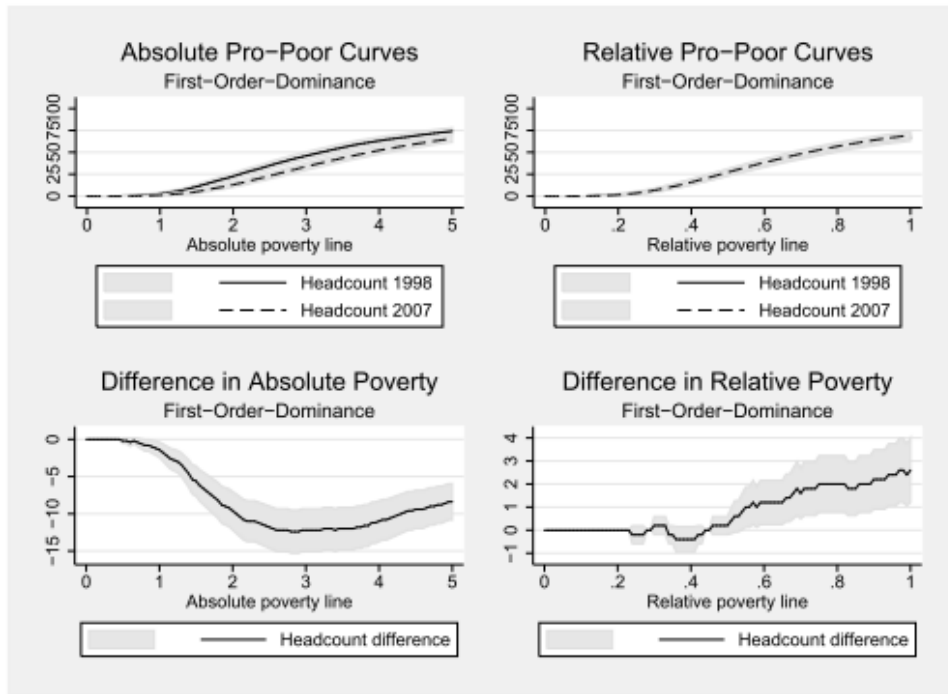 Absolute Pro−Poor Curves
First−Order−Dominance
0 25 50 75 100
0 1 2 3 4 5
Absolute poverty line
Headcount 1998
Headcount 2007
Relative Pro−Poor Curves
First−Order−Dominance
0 25 50 75 100
0 .2 .4 .6 .8 1
Relative poverty line
Headcount 1998
Headcount 2007
Difference in Absolute Poverty
First−Order−Dominance
−15 −10 −5 0
0 1 2 3 4 5
Absolute poverty line
Headcount difference
Difference in Relative Poverty
First−Order−Dominance
−1 0 1 2 3 4
0 .2 .4 .6 .8 1
Relative poverty line
Headcount difference